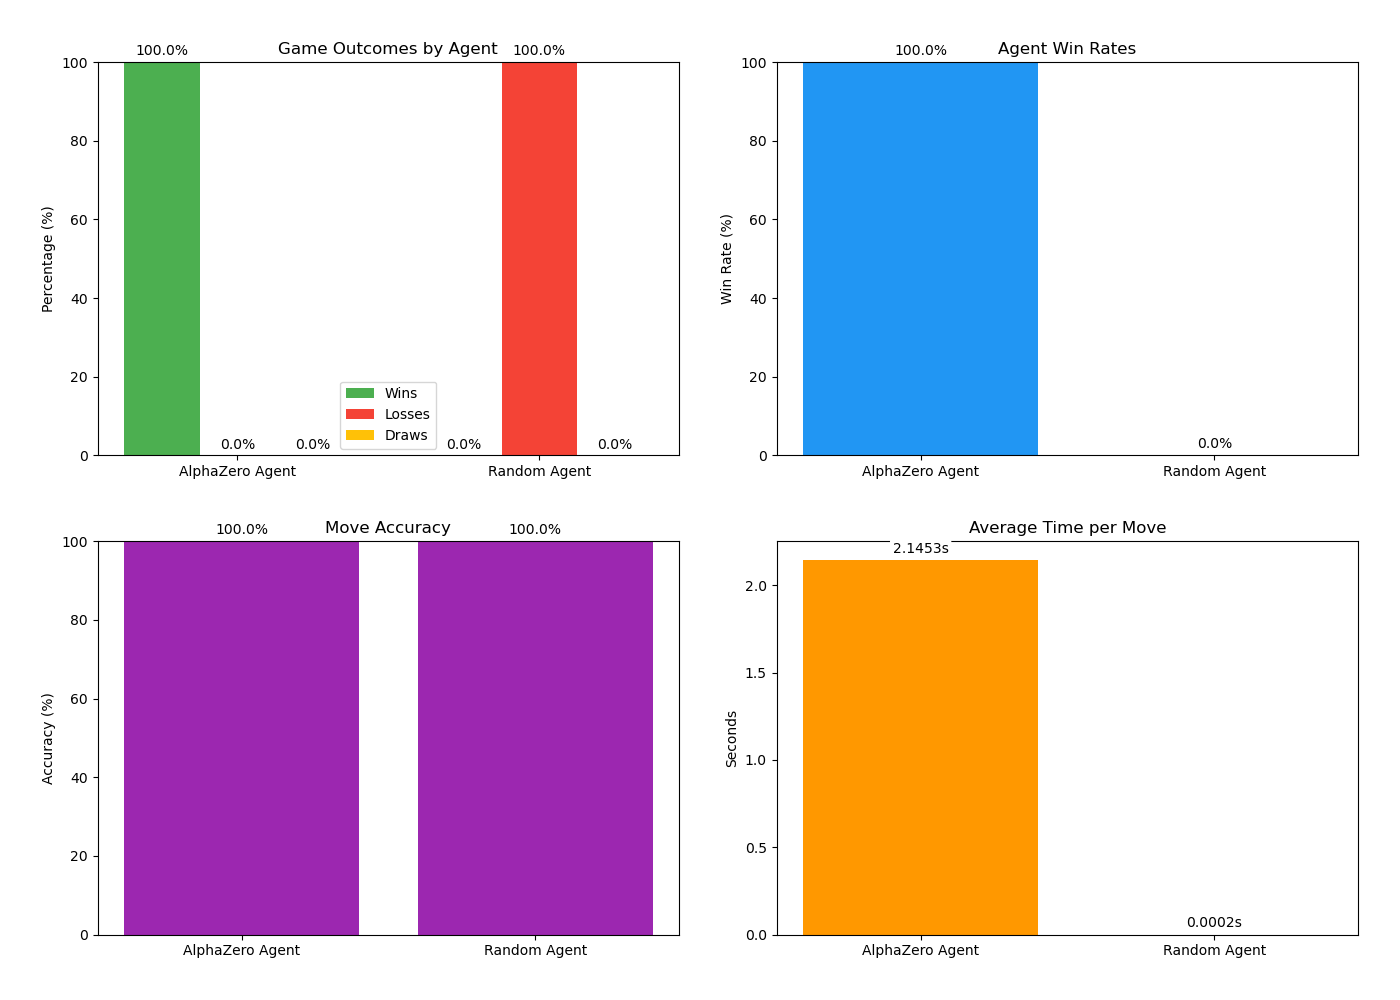 Game Outcomes by Agent
100.0%
100.0%
100
80
60
40
20
0
Percentage (%)
0.0%
0.0%
0.0%
0.0%
Wins
Losses
Draws
AlphaZero Agent
Random Agent
Agent Win Rates
100.0%
100
80
60
40
20
0
Win Rate (%)
0.0%
AlphaZero Agent
Random Agent
Move Accuracy
100.0%
100.0%
100
80
60
40
20
0
Accuracy (%)
AlphaZero Agent
Random Agent
Average Time per Move
2.1453s
2.0
1.5
1.0
0.5
0.0
Seconds
0.0002s
AlphaZero Agent
Random Agent